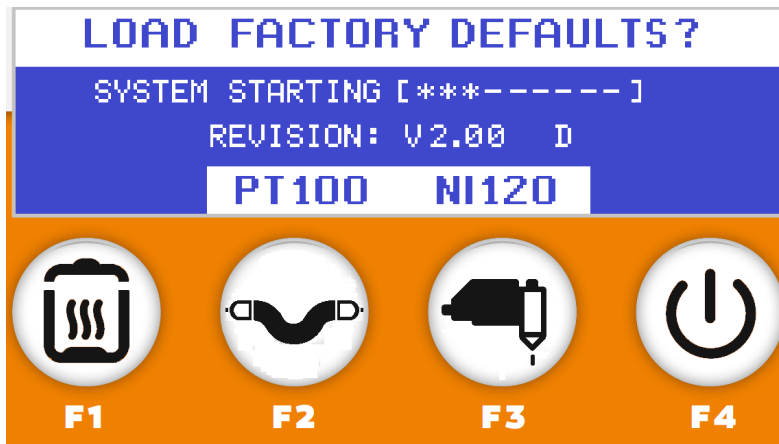 LOAD FACTORY DEFAULTS?
SYSTEM STARTING [***------]
REVISION: V2.00 D
PT100 NI120
F1 F2 F3 F4